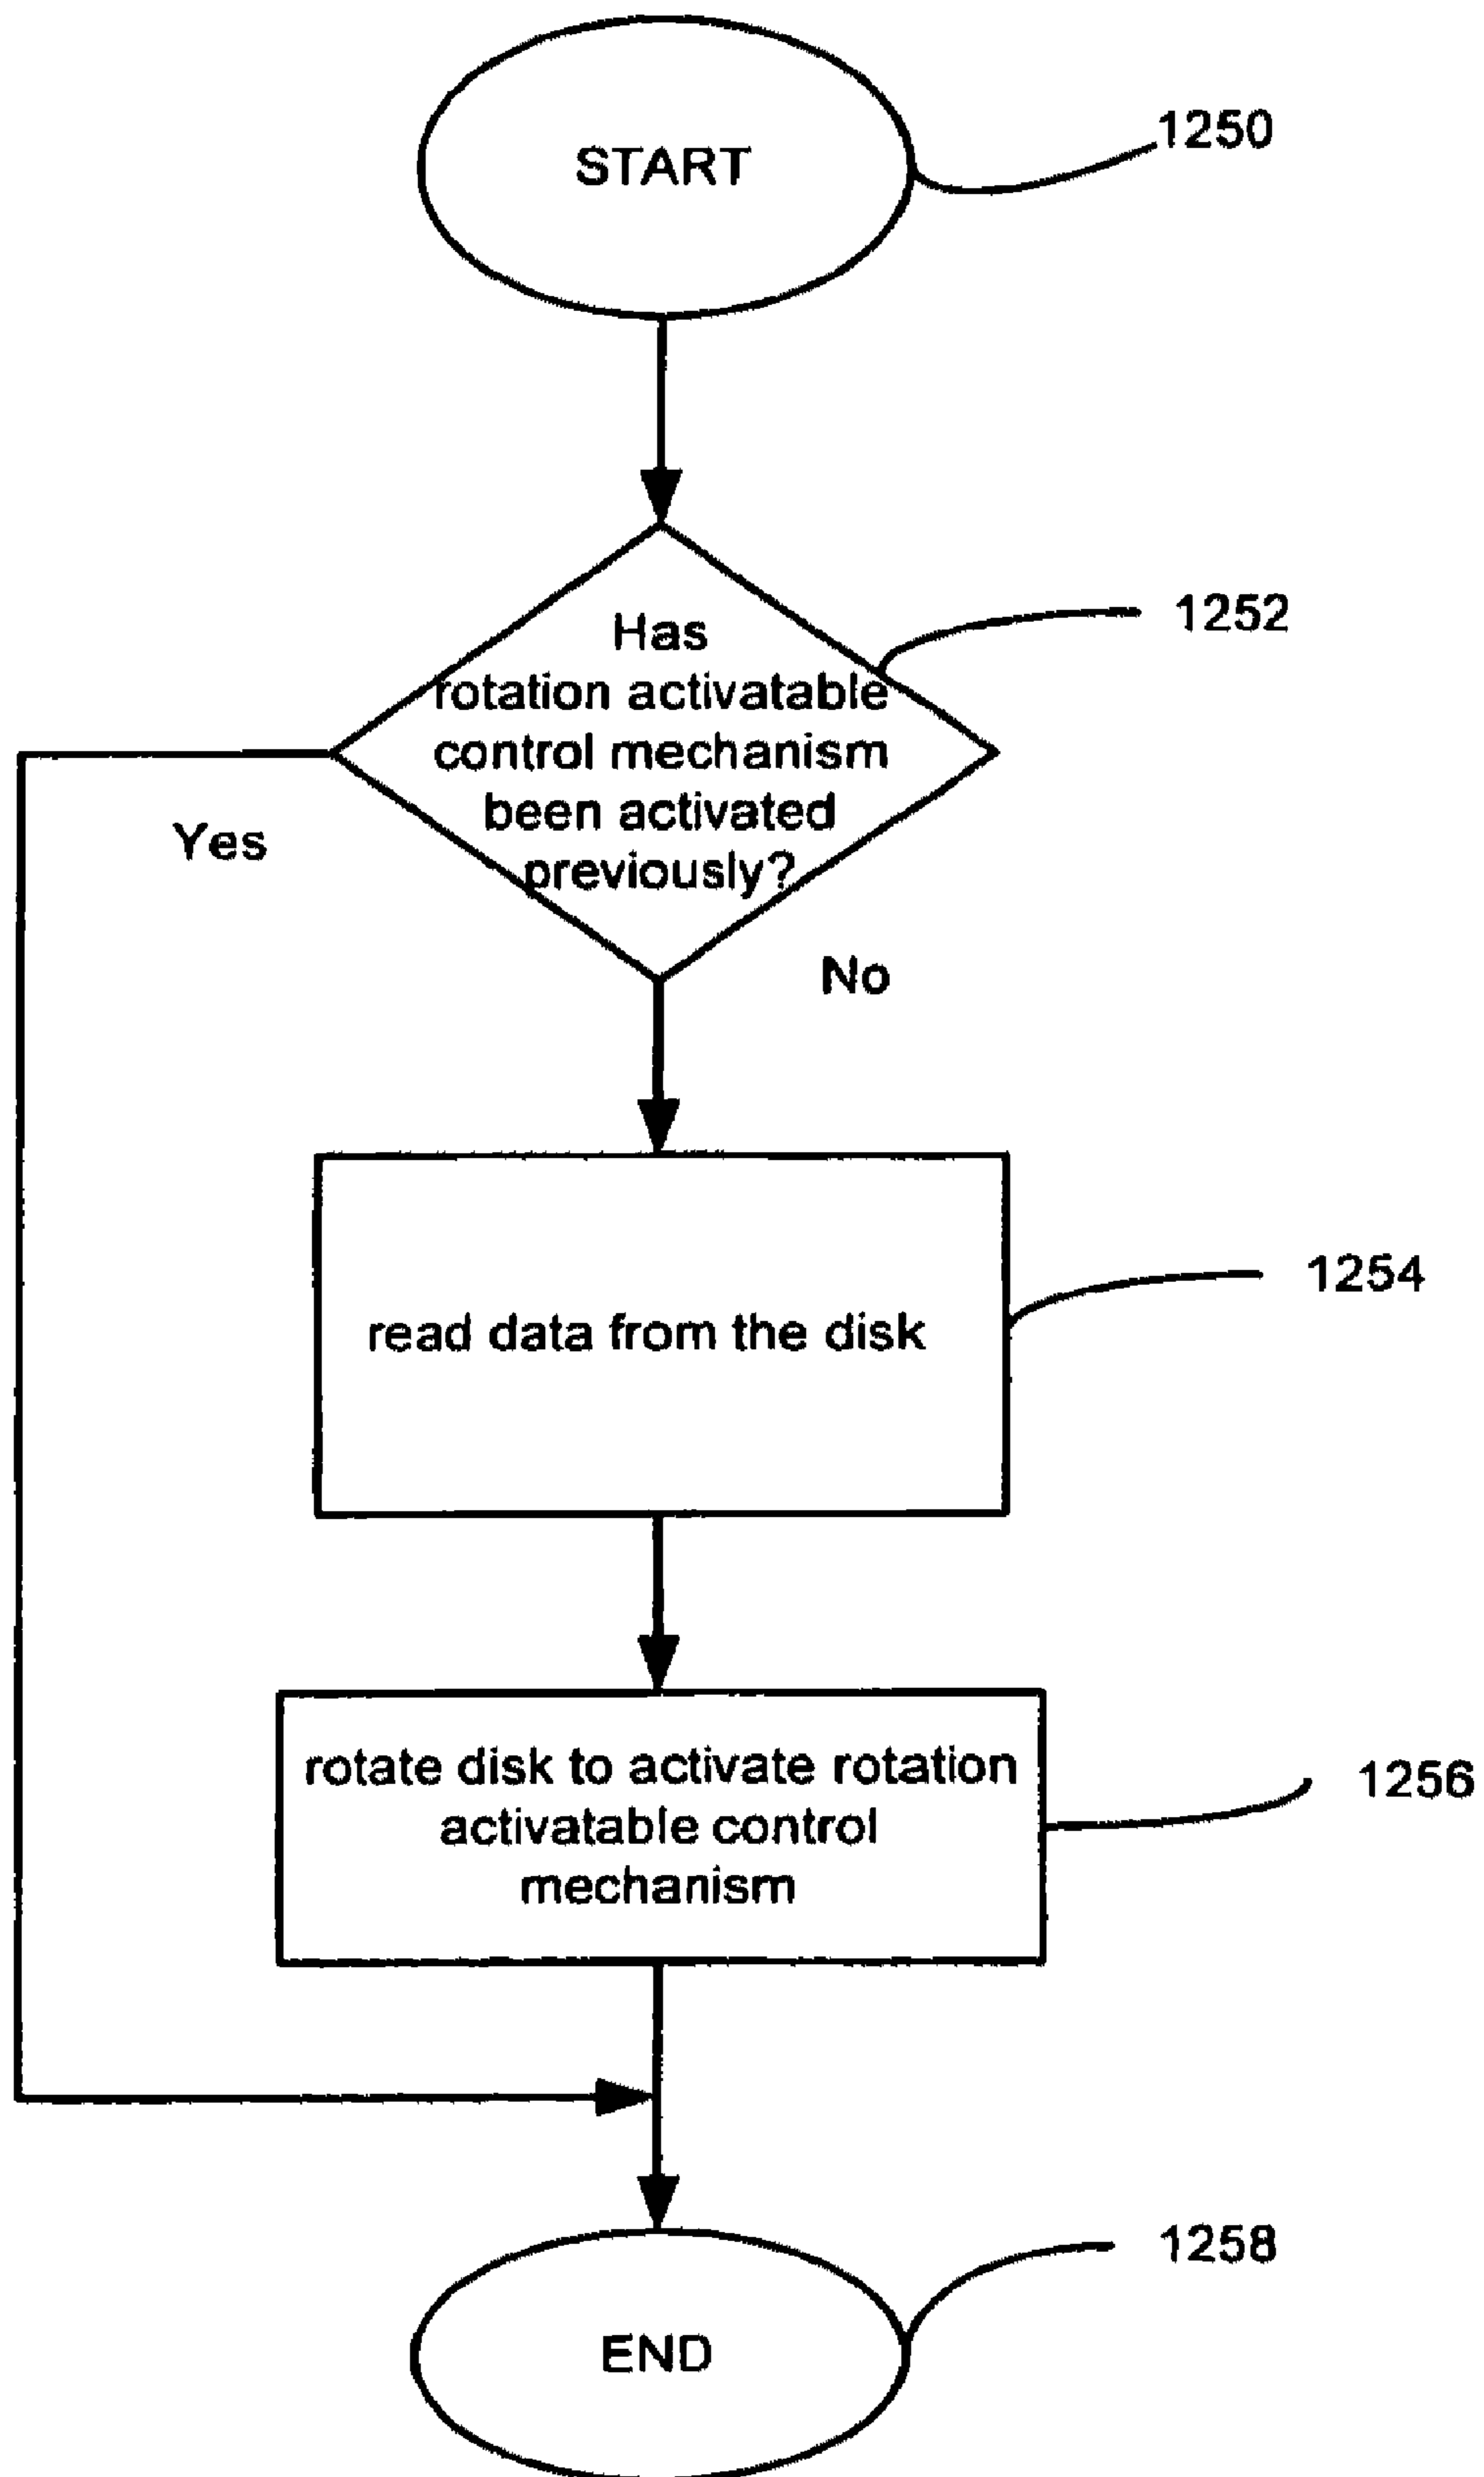 START
1250
Has
rotation activatable
control mechanism
been activated
previously?
1252
Yes
No
read data from the disk
1254
rotate disk to activate rotation
activatable control
mechanism
1256
END
1258